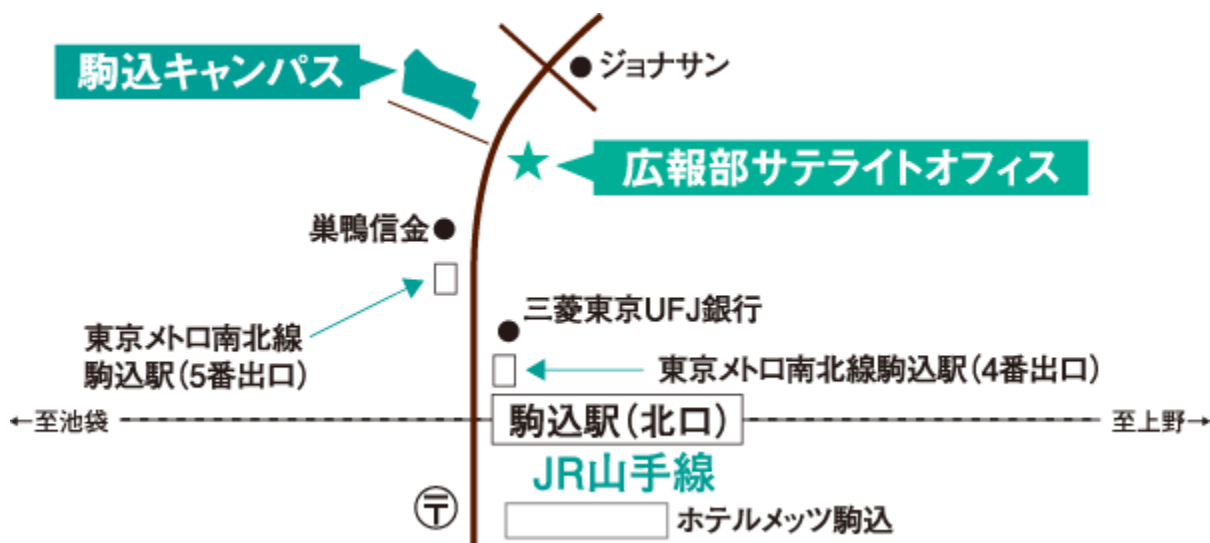 ジョナサン
駒込キャンパス
広報部サテライトオフィス
巣鴨信金
三菱東京UFJ銀行
東京メトロ南北線
駒込駅(5番出口)
東京メトロ南北線駒込駅(4番出口)
←至池袋
駒込駅(北口)
至上野→
JR山手線
〒
ホテルメッツ駒込